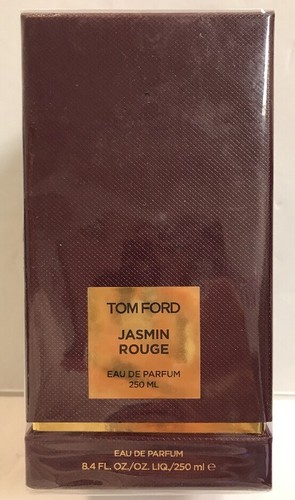 TOM FORD
JASMIN
ROUGE
EAU DE PARFUM
250 ML
EAU DE PARFUM
8.4 FL. OZ./OZ. LIQ./250 ml ℮